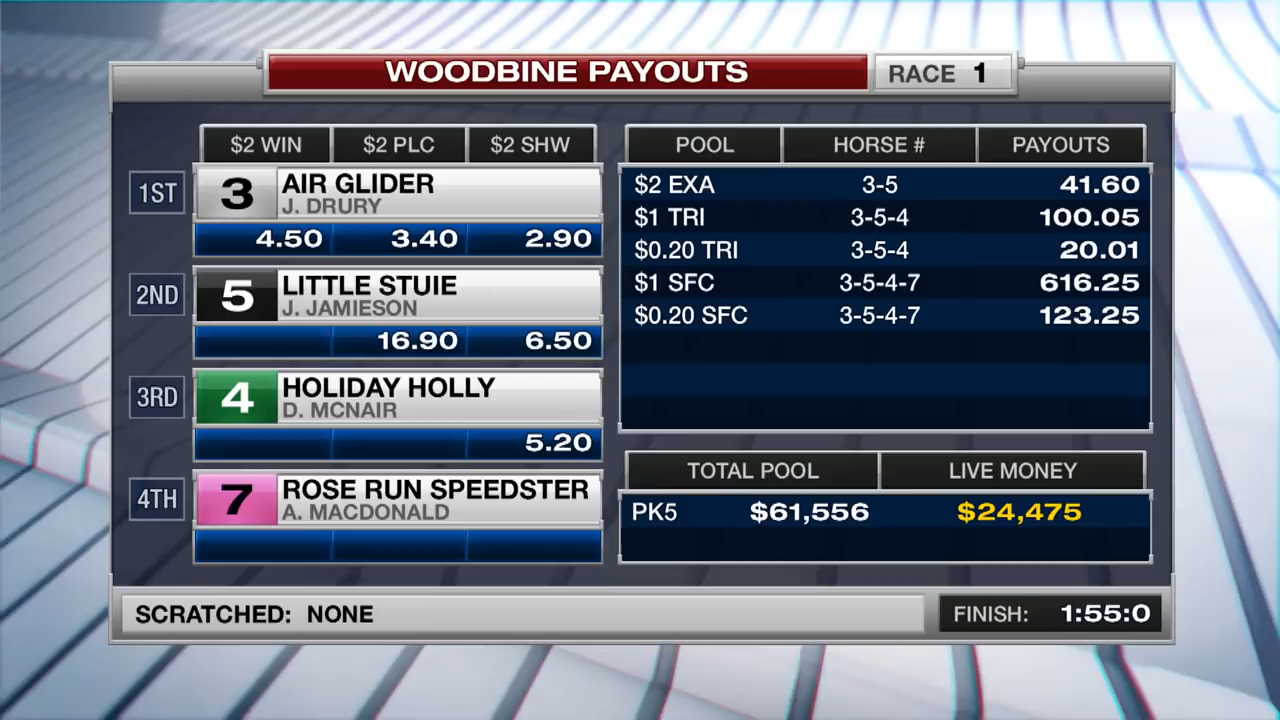 WOODBINE PAYOUTS
RACE 1
$2 WIN $2 PLC $2 SHW
1ST 3 AIR GLIDER
J. DRURY
4.50 3.40 2.90
2ND 5 LITTLE STUIE
J. JAMIESON
16.90 6.50
3RD 4 HOLIDAY HOLLY
D. MCNAIR
5.20
4TH 7 ROSE RUN SPEEDSTER
A. MACDONALD
POOL HORSE # PAYOUTS
$2 EXA 3-5 41.60
$1 TRI 3-5-4 100.05
$0.20 TRI 3-5-4 20.01
$1 SFC 3-5-4-7 616.25
$0.20 SFC 3-5-4-7 123.25
TOTAL POOL LIVE MONEY
PK5 $61,556 $24,475
SCRATCHED: NONE
FINISH: 1:55:0